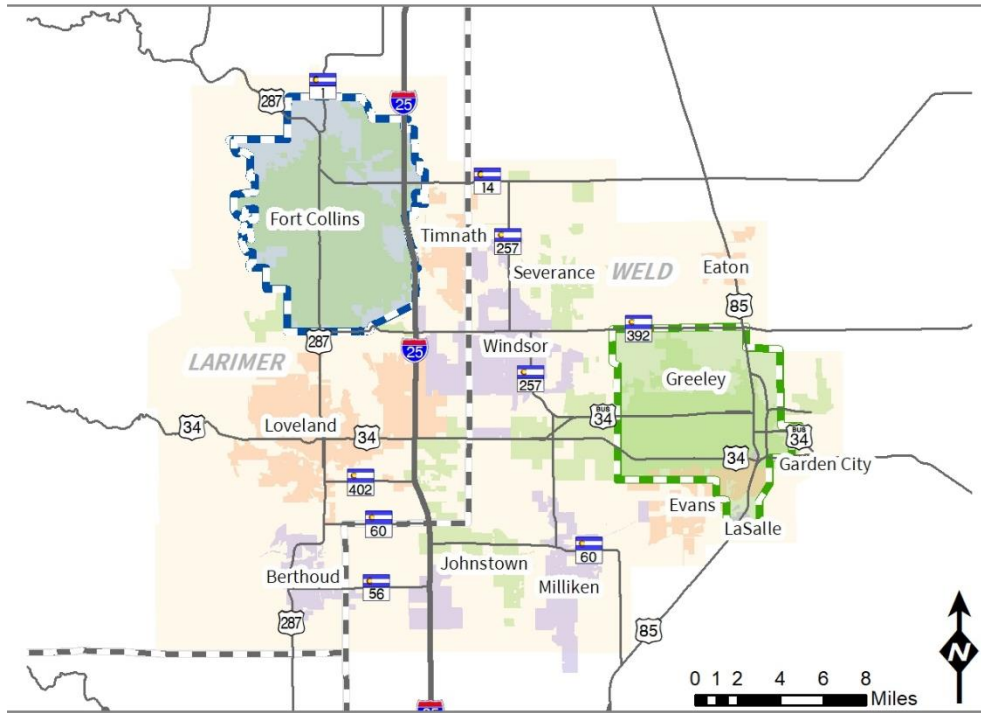 1
287
25
14
Fort Collins
Timnath
257
Severance
WELD
Eaton
85
287
392
25
Windsor
LARIMER
257
Greeley
BUS
34
34
Loveland
34
BUS
34
34
Garden City
402
Evans
LaSalle
60
60
Johnstown
Berthoud
56
Milliken
287
85
N
0 1 2 4 6 8
Miles